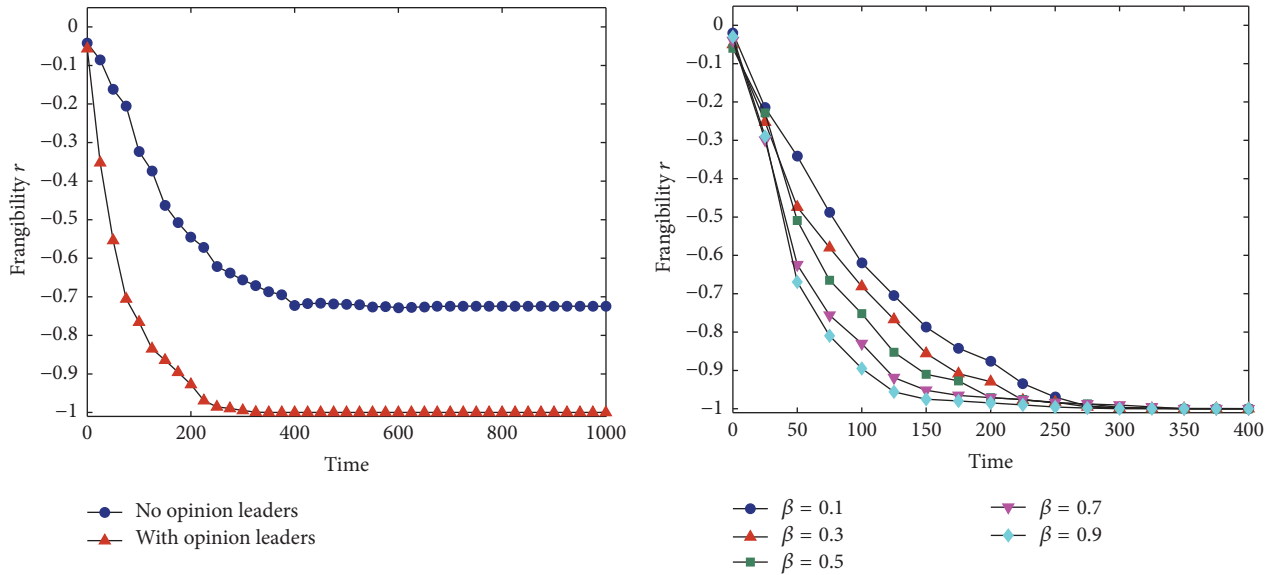 Frangibility r
0
−0.1
−0.2
−0.3
−0.4
−0.5
−0.6
−0.7
−0.8
−0.9
−1
0 200 400 600 800 1000
Time
No opinion leaders
With opinion leaders
Frangibility r
0
−0.1
−0.2
−0.3
−0.4
−0.5
−0.6
−0.7
−0.8
−0.9
−1
0 50 100 150 200 250 300 350 400
Time
β = 0.1
β = 0.3
β = 0.5
β = 0.7
β = 0.9